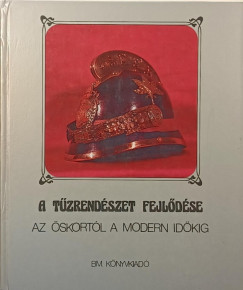 A TŰZRENDÉSZET FEJLŐDÉSE
AZ ŐSKORTÓL A MODERN IDŐKIG
BM KÖNYVKIADÓ